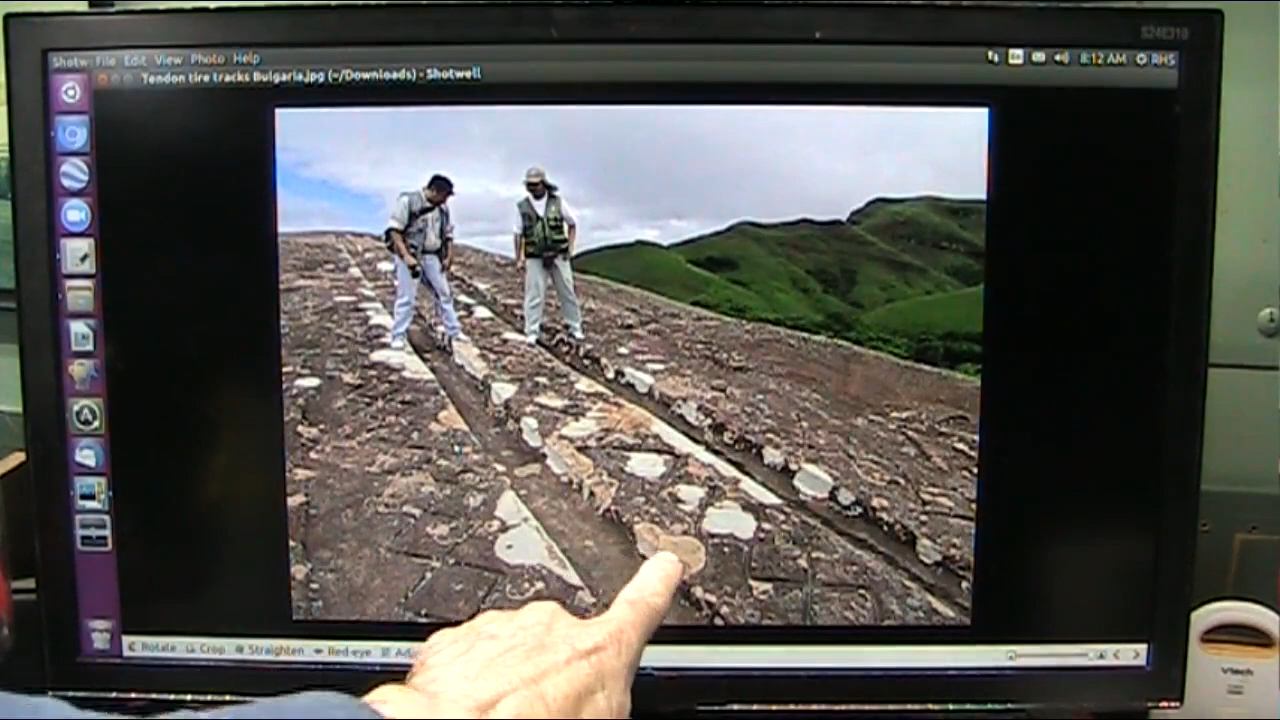 S24E310
Shotw File Edit View Photo Help
8:12 AM RHS
Tendon tire tracks Bulgaria.jpg (~/Downloads) - Shotwell
Rotate Crop Straighten Red-eye
Vtech